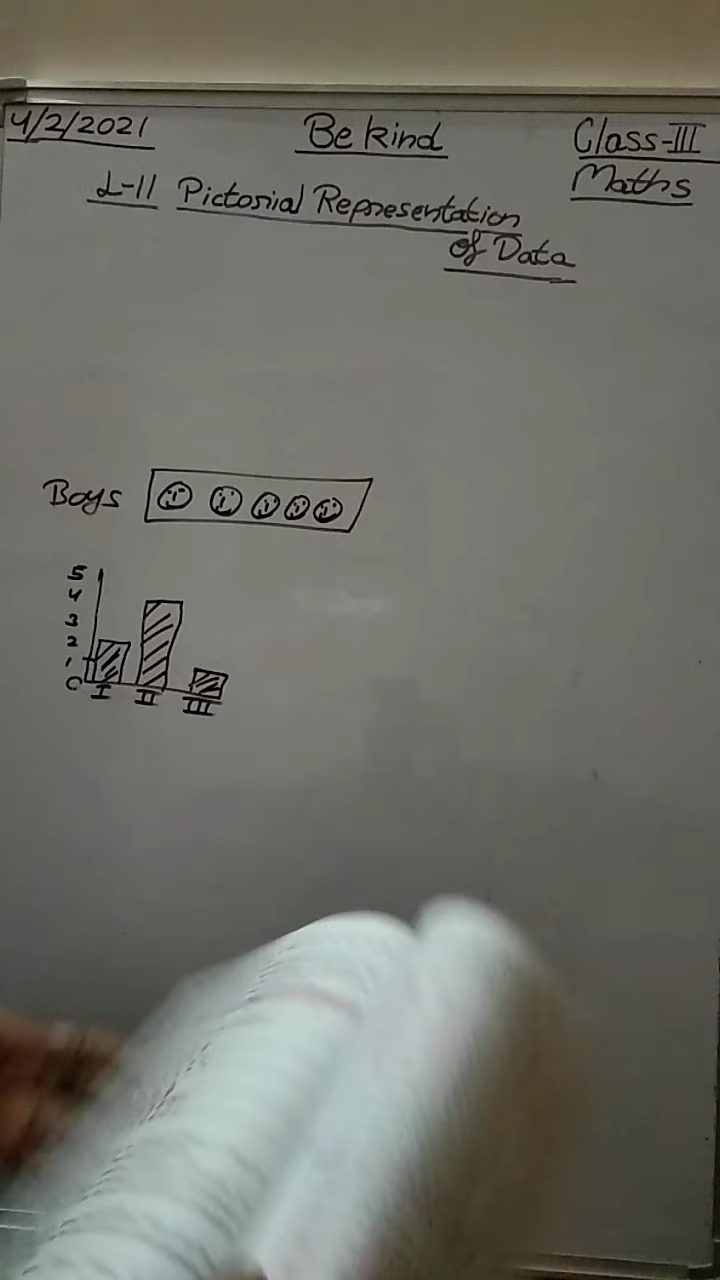 4/2/2021 Be kind Class-III
Maths
L-11 Pictorial Representation
of Data
Boys
5
4
3
2
1
0
I II III